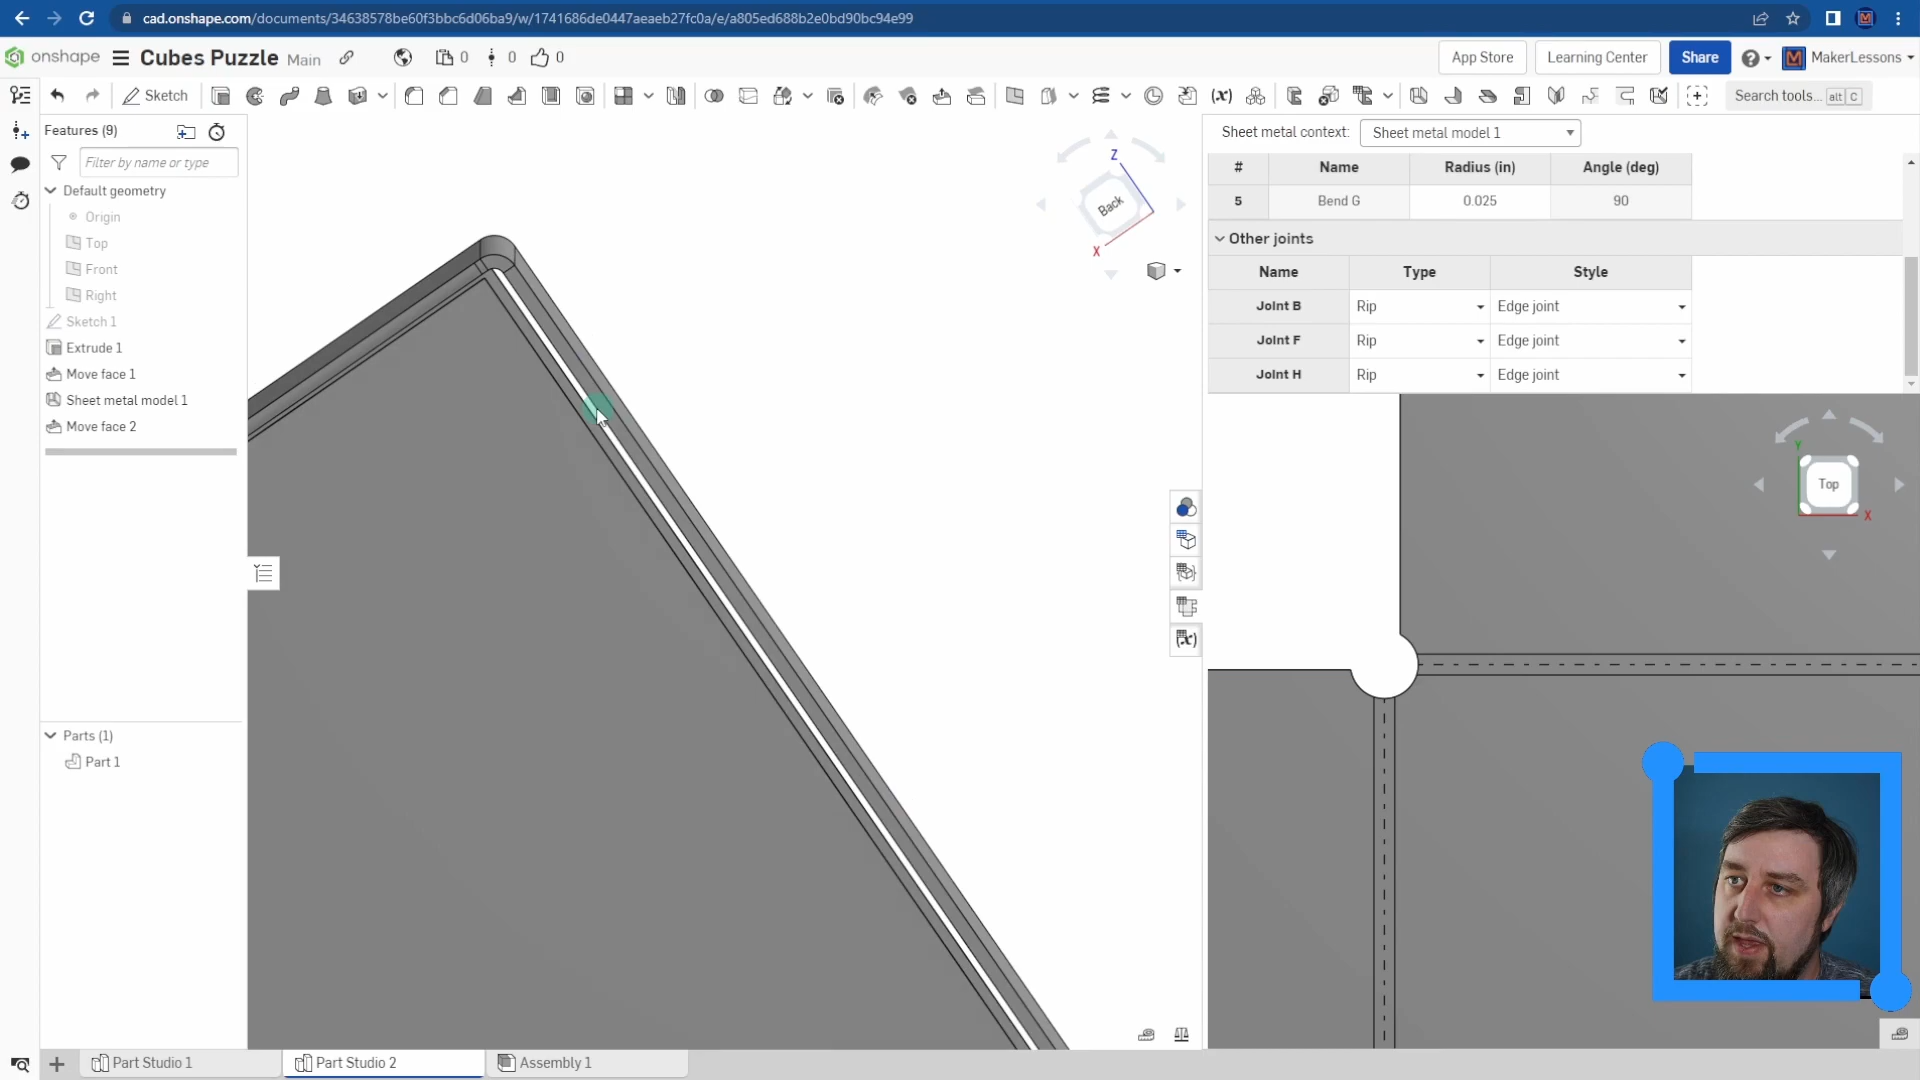 cad.onshape.com/documents/34638578be60f3bbc6d06ba9/w/1741686de0447aeaeb27fc0a/e/a805ed688b2e0bd90bc94e99
onshape Cubes Puzzle Main 0 0 0 App Store Learning Center Share MakerLessons
Sketch Search tools... alt C
Features (9)
Filter by name or type
Default geometry
Origin
Top
Front
Right
Sketch 1
Extrude 1
Move face 1
Sheet metal model 1
Move face 2
Parts (1)
Part 1
Z
Back
X
Sheet metal context: Sheet metal model 1
# Name Radius (in) Angle (deg)
5 Bend G 0.025 90
Other joints
Name Type Style
Joint B Rip Edge joint
Joint F Rip Edge joint
Joint H Rip Edge joint
Y
Top
X
Part Studio 1 Part Studio 2 Assembly 1